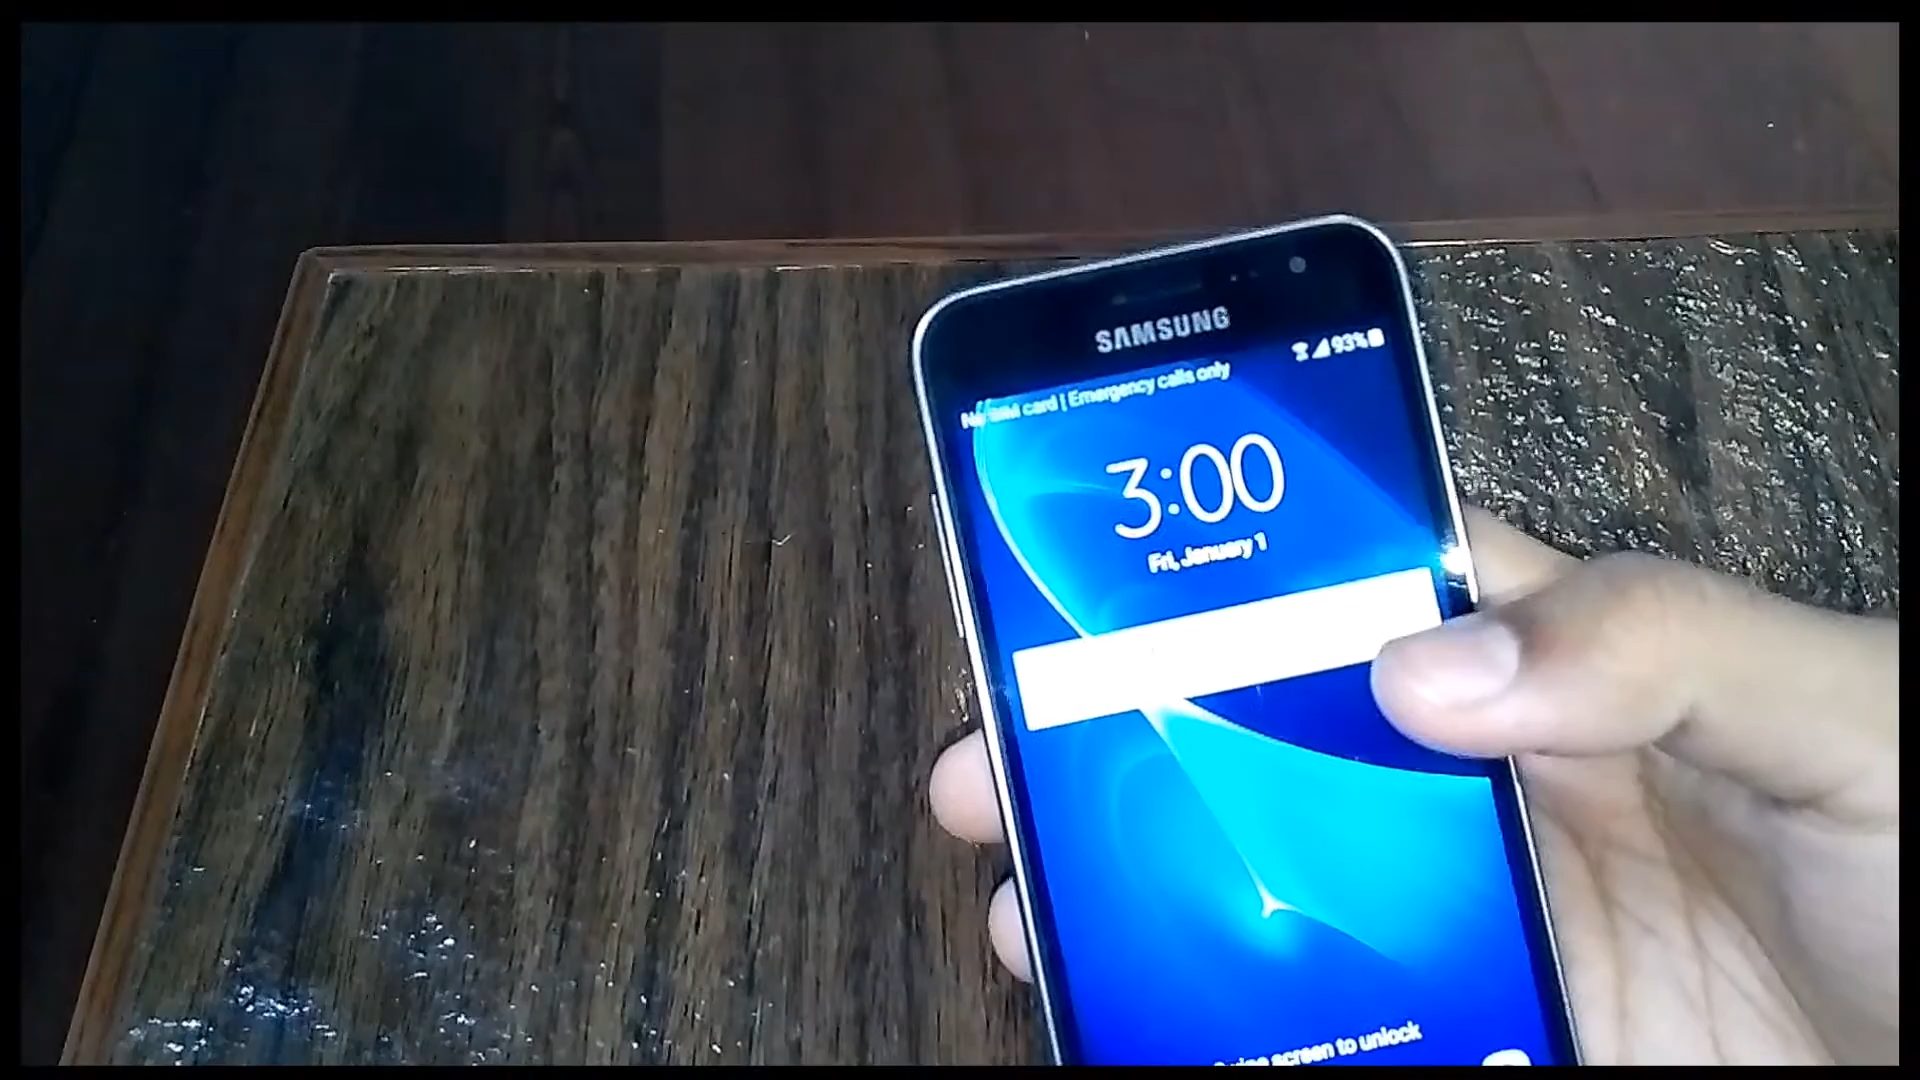 SAMSUNG
93%
No SIM card | Emergency calls only
3:00
Fri, January 1
Swipe screen to unlock